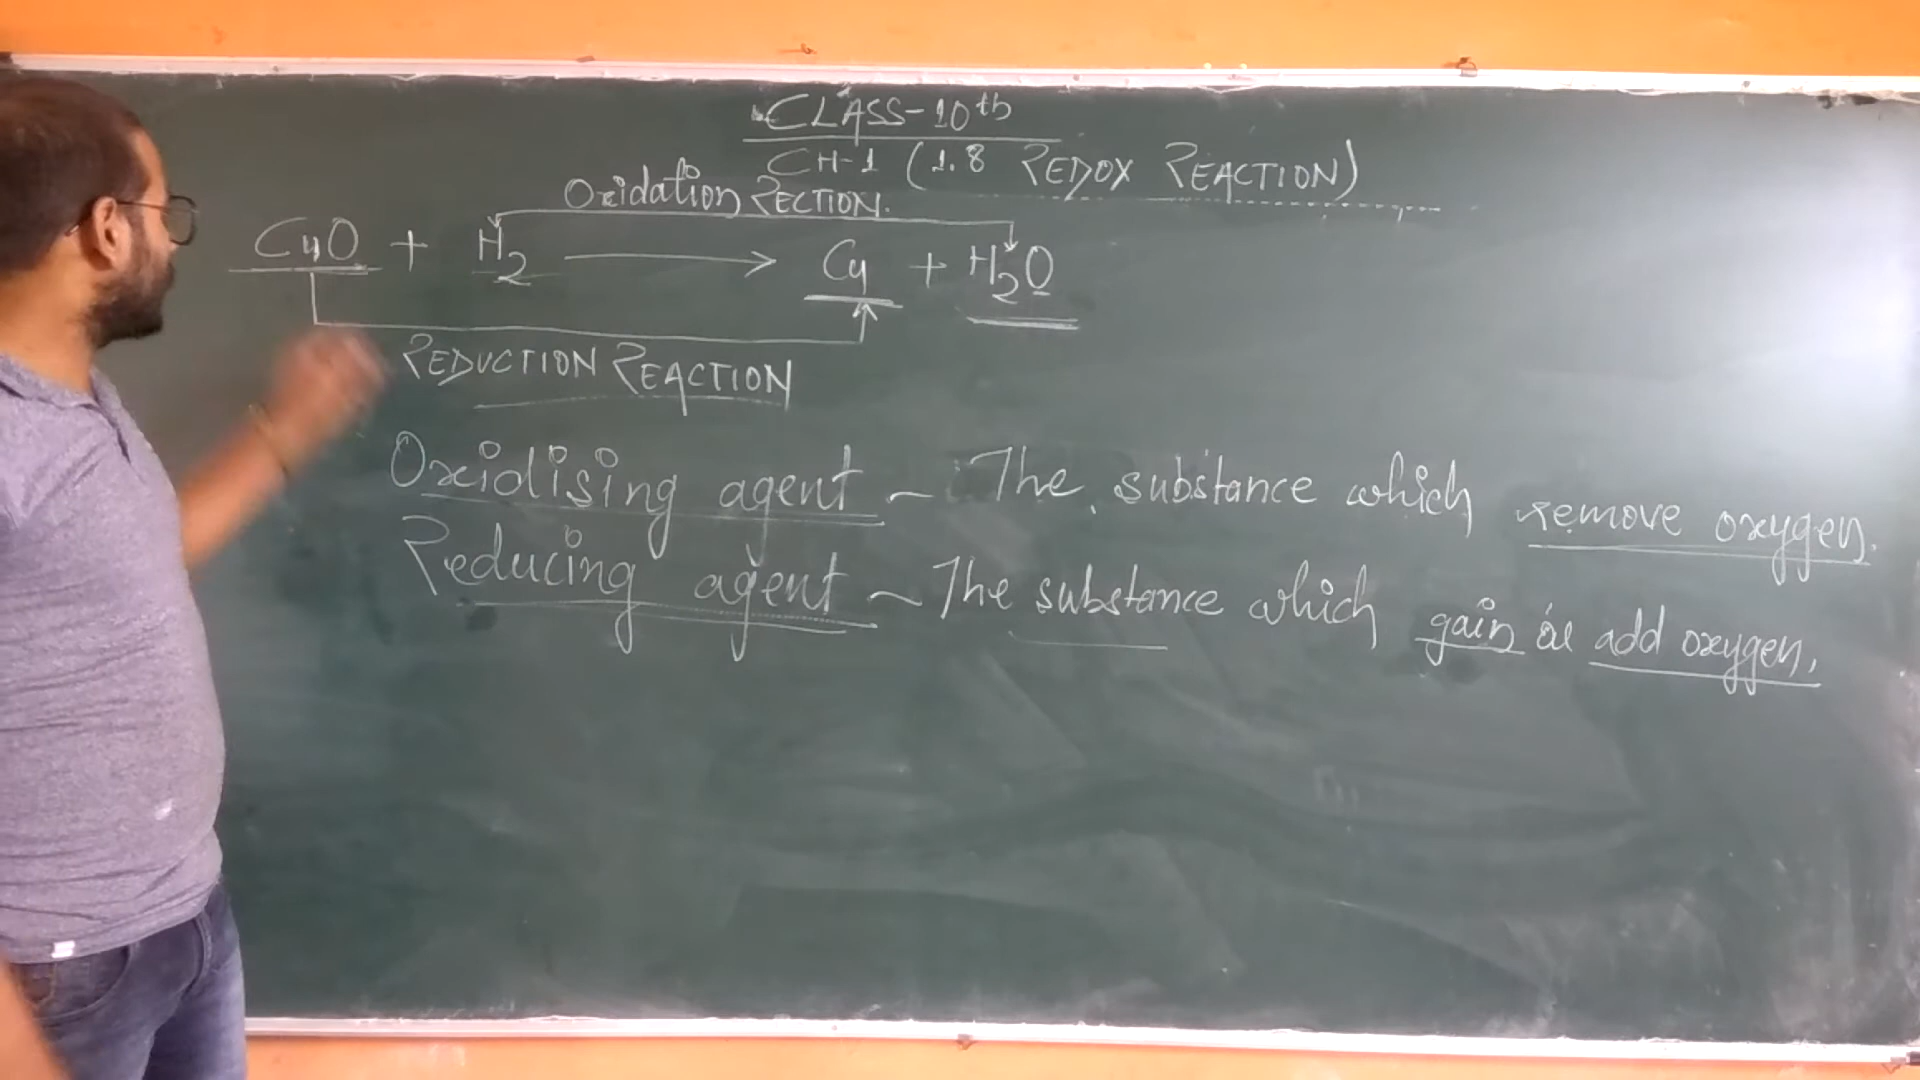 CLASS-10th
CH-1 (1.8 REDOX REACTION)
Oxidation RECTION.
CuO + H2 ⟶ Cu + H2O
REDUCTION REACTION
Oxidising agent ~ The substance which remove oxygen.
Reducing agent ~ The substance which gain or add oxygen.